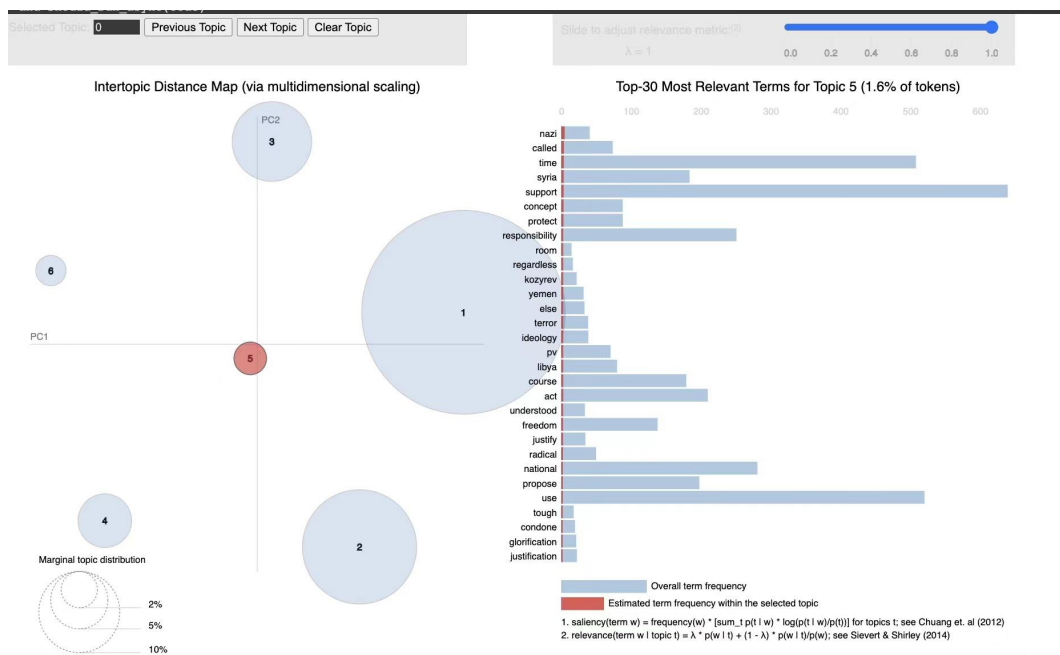 Selected Topic: 0 Previous Topic Next Topic Clear Topic
Slide to adjust relevance metric:(2)
λ = 1
0.0 0.2 0.4 0.6 0.8 1.0
Intertopic Distance Map (via multidimensional scaling)
PC2
3
6
1
PC1
5
4
2
Marginal topic distribution
2%
5%
10%
Top-30 Most Relevant Terms for Topic 5 (1.6% of tokens)
0 100 200 300 400 500 600
nazi
called
time
syria
support
concept
protect
responsibility
room
regardless
kozyrev
yemen
else
terror
ideology
pv
libya
course
act
understood
freedom
justify
radical
national
propose
use
tough
condone
glorification
justification
Overall term frequency
Estimated term frequency within the selected topic
1. saliency(term w) = frequency(w) * [sum_t p(t | w) * log(p(t | w)/p(t))] for topics t; see Chuang et. al (2012)
2. relevance(term w | topic t) = λ * p(w | t) + (1 - λ) * p(w | t)/p(w); see Sievert & Shirley (2014)